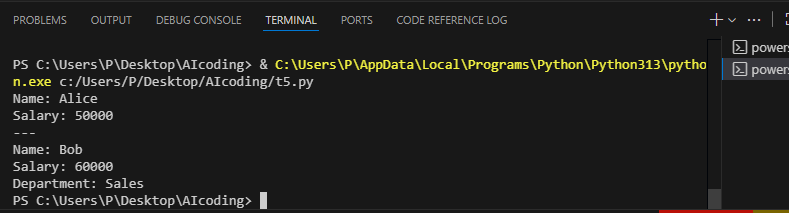 PROBLEMS OUTPUT DEBUG CONSOLE TERMINAL PORTS CODE REFERENCE LOG
PS C:\Users\P\Desktop\AIcoding> & C:\Users\P\AppData\Local\Programs\Python\Python313\pytho
n.exe c:/Users/P/Desktop/AIcoding/t5.py
Name: Alice
Salary: 50000
---
Name: Bob
Salary: 60000
Department: Sales
PS C:\Users\P\Desktop\AIcoding>
powers
powers